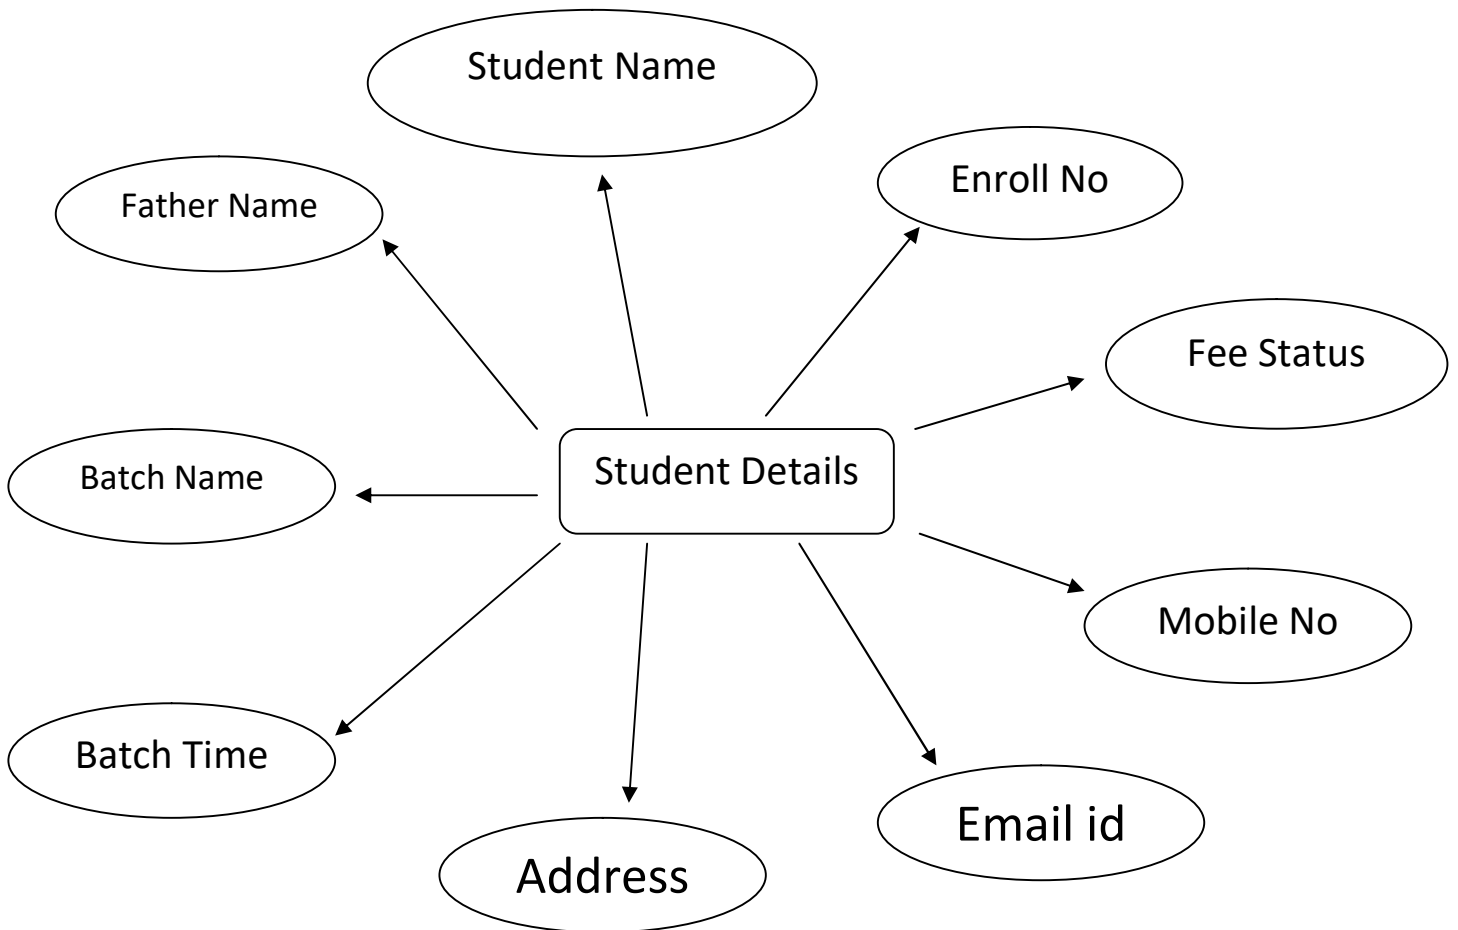 Student Name
Enroll No
Father Name
Fee Status
Student Details
Batch Name
Mobile No
Batch Time
Email id
Address